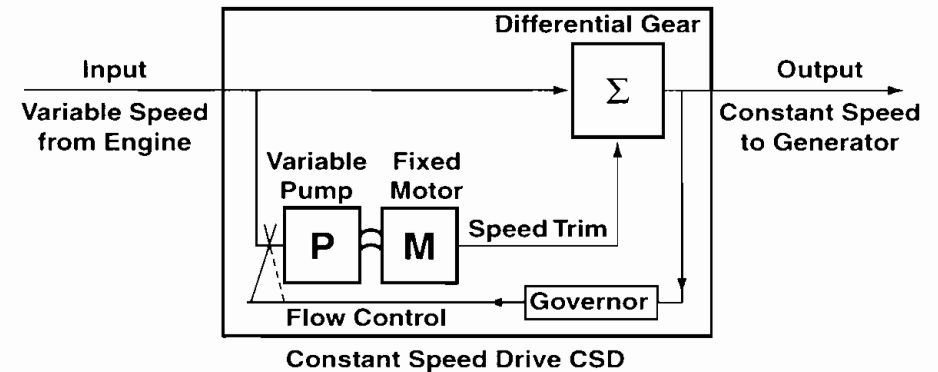 Differential Gear
Input
Variable Speed
from Engine
Σ
Output
Constant Speed
to Generator
Variable
Pump
Fixed
Motor
P
M
Speed Trim
Governor
Flow Control
Constant Speed Drive CSD